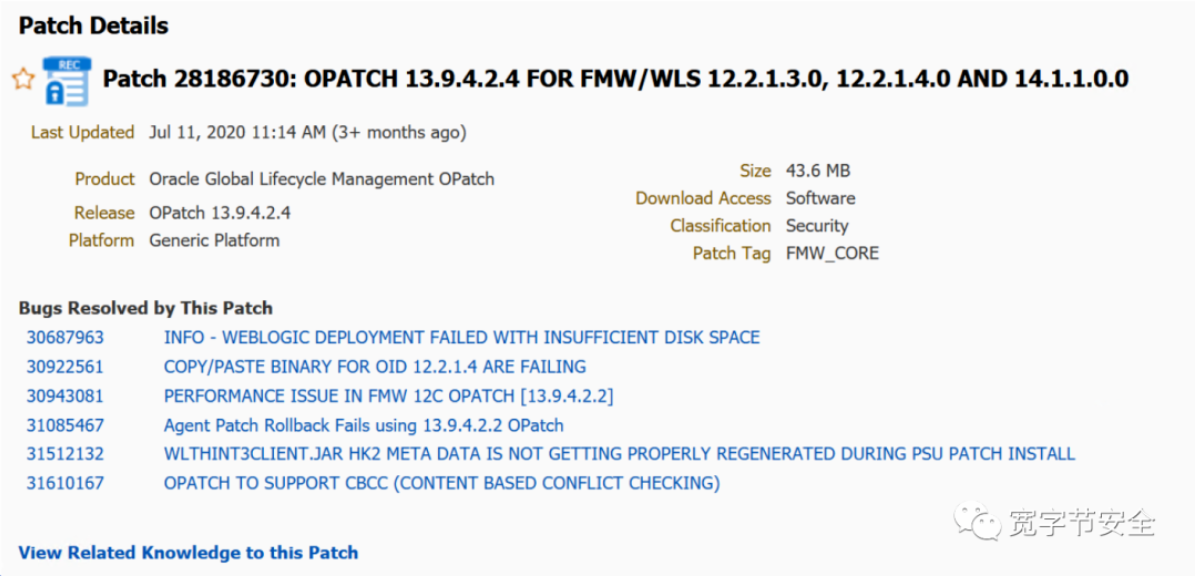 Patch Details
REC
Patch 28186730: OPATCH 13.9.4.2.4 FOR FMW/WLS 12.2.1.3.0, 12.2.1.4.0 AND 14.1.1.0.0
Last Updated Jul 11, 2020 11:14 AM (3+ months ago)
Product Oracle Global Lifecycle Management OPatch
Release OPatch 13.9.4.2.4
Platform Generic Platform
Size 43.6 MB
Download Access Software
Classification Security
Patch Tag FMW_CORE
Bugs Resolved by This Patch
30687963 INFO - WEBLOGIC DEPLOYMENT FAILED WITH INSUFFICIENT DISK SPACE
30922561 COPY/PASTE BINARY FOR OID 12.2.1.4 ARE FAILING
30943081 PERFORMANCE ISSUE IN FMW 12C OPATCH [13.9.4.2.2]
31085467 Agent Patch Rollback Fails using 13.9.4.2.2 OPatch
31512132 WLTHINT3CLIENT.JAR HK2 META DATA IS NOT GETTING PROPERLY REGENERATED DURING PSU PATCH INSTALL
31610167 OPATCH TO SUPPORT CBCC (CONTENT BASED CONFLICT CHECKING)
宽字节安全
View Related Knowledge to this Patch